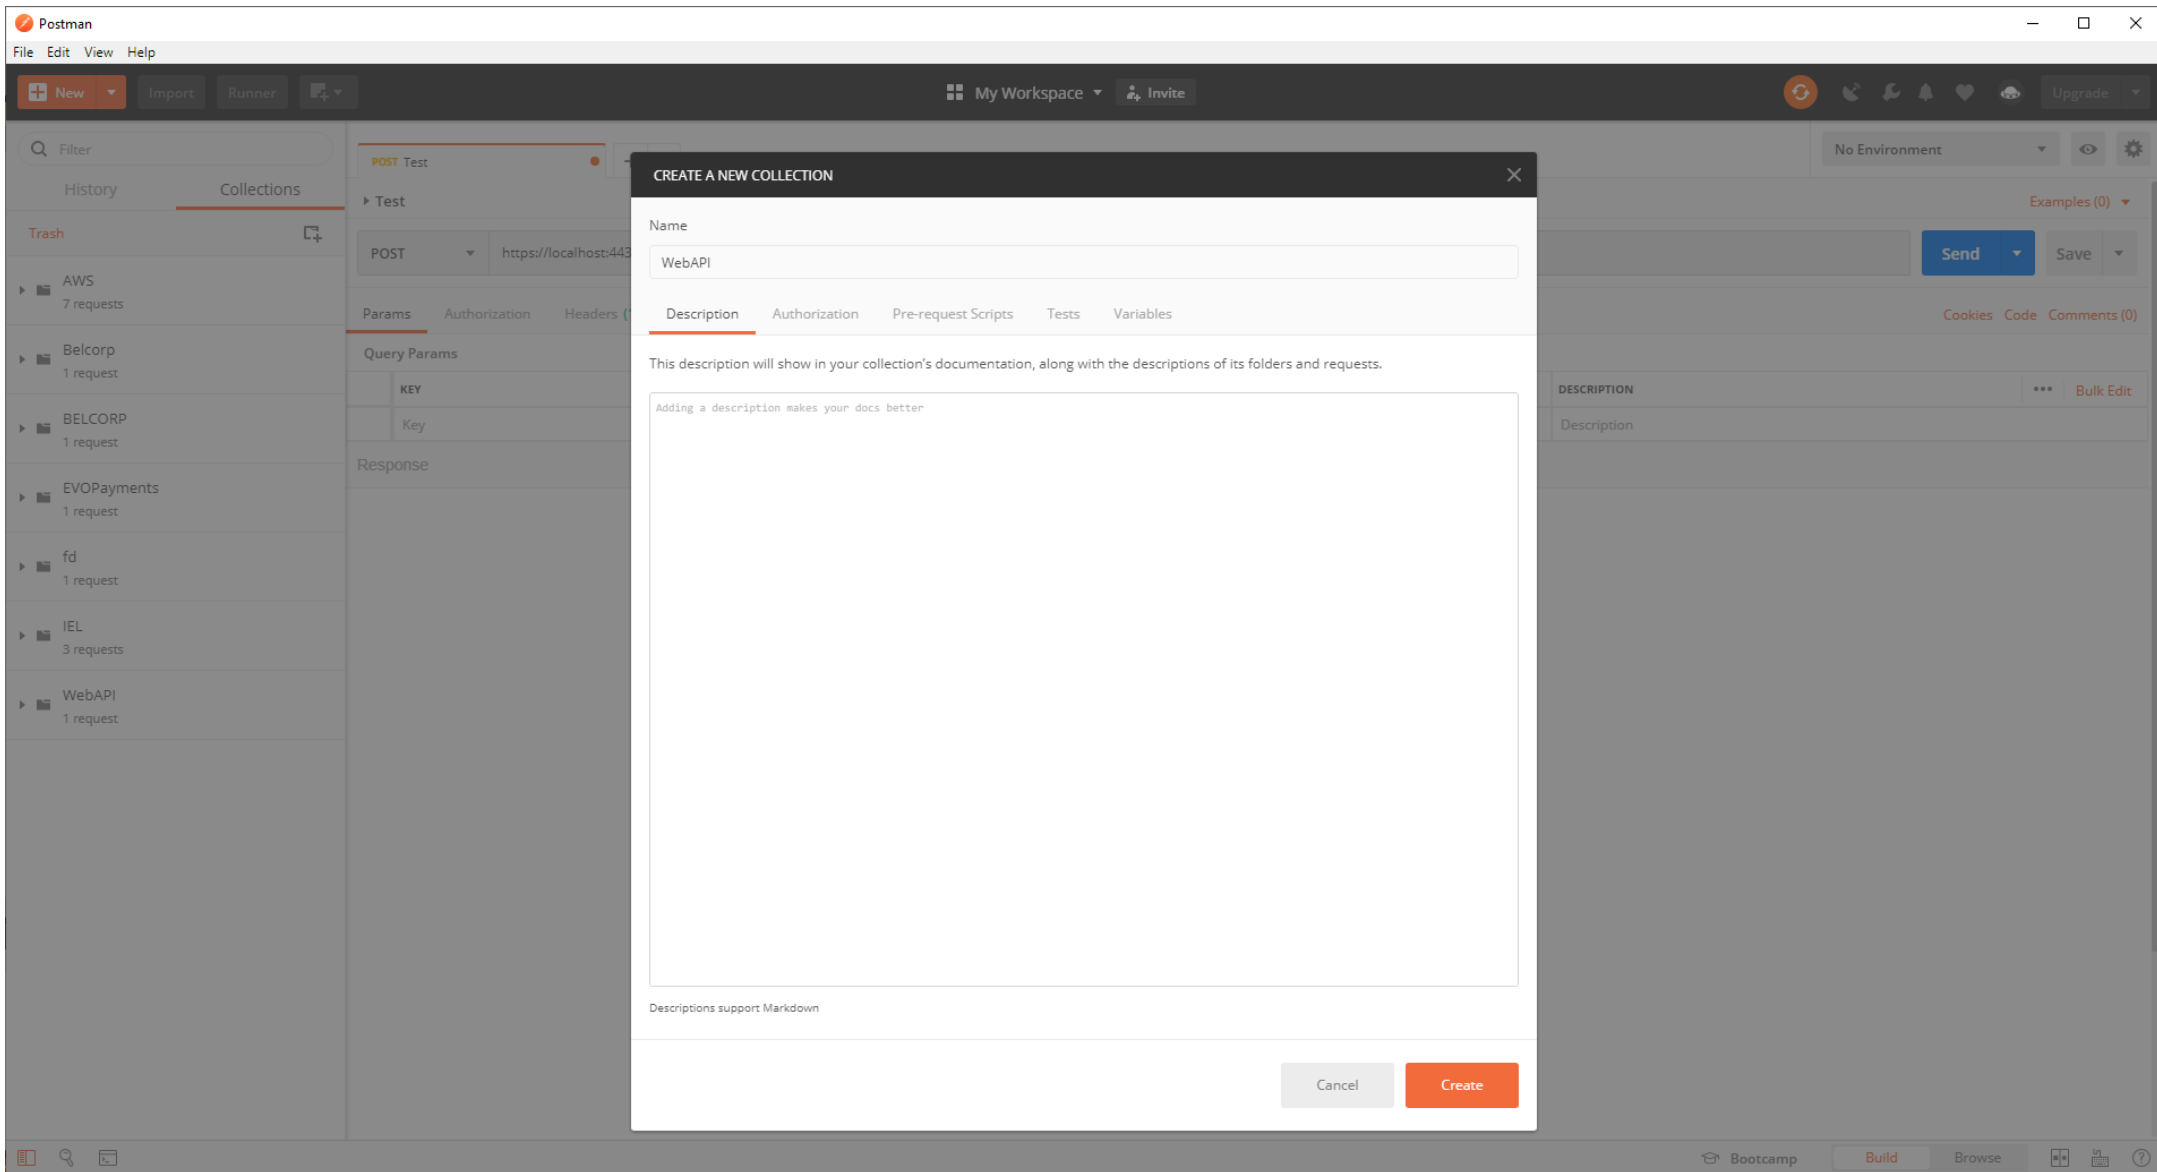 Postman
File Edit View Help
New Import Runner My Workspace Invite Upgrade
Filter
History Collections
Trash
AWS
7 requests
Belcorp
1 request
BELCORP
1 request
EVOPayments
1 request
fd
1 request
IEL
3 requests
WebAPI
1 request
POST Test
No Environment
Test
Examples (0)
POST https://localhost:443
Send Save
Params Authorization Headers
Cookies Code Comments (0)
Query Params
KEY
DESCRIPTION
Bulk Edit
Key
Description
Response
CREATE A NEW COLLECTION
Name
WebAPI
Description Authorization Pre-request Scripts Tests Variables
This description will show in your collection's documentation, along with the descriptions of its folders and requests.
Adding a description makes your docs better
Descriptions support Markdown
Cancel Create
Bootcamp Build Browse